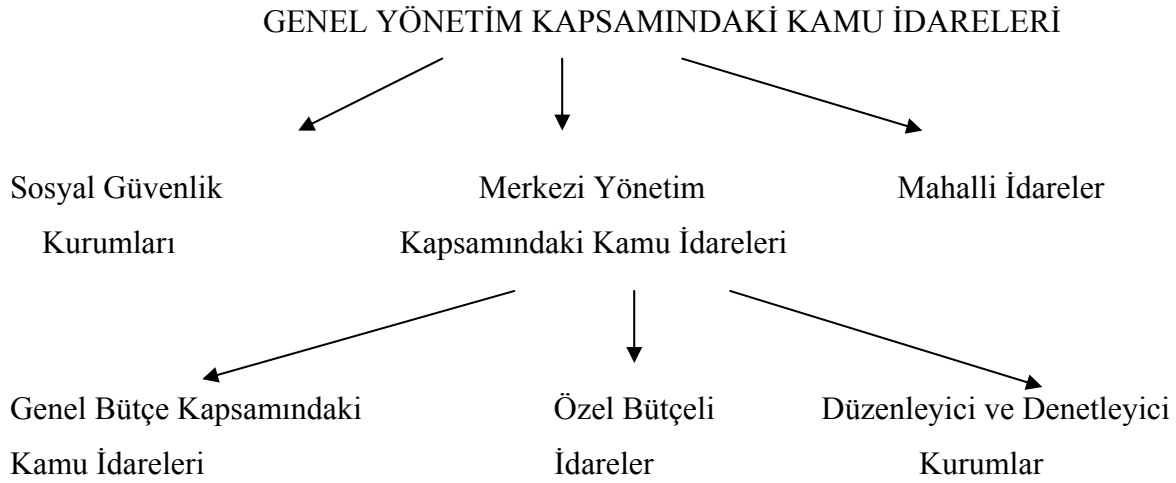 GENEL YÖNETİM KAPSAMINDAKİ KAMU İDARELERİ
Sosyal Güvenlik
Kurumları
Merkezi Yönetim
Kapsamındaki Kamu İdareleri
Mahalli İdareler
Genel Bütçe Kapsamındaki
Kamu İdareleri
Özel Bütçeli
İdareler
Düzenleyici ve Denetleyici
Kurumlar